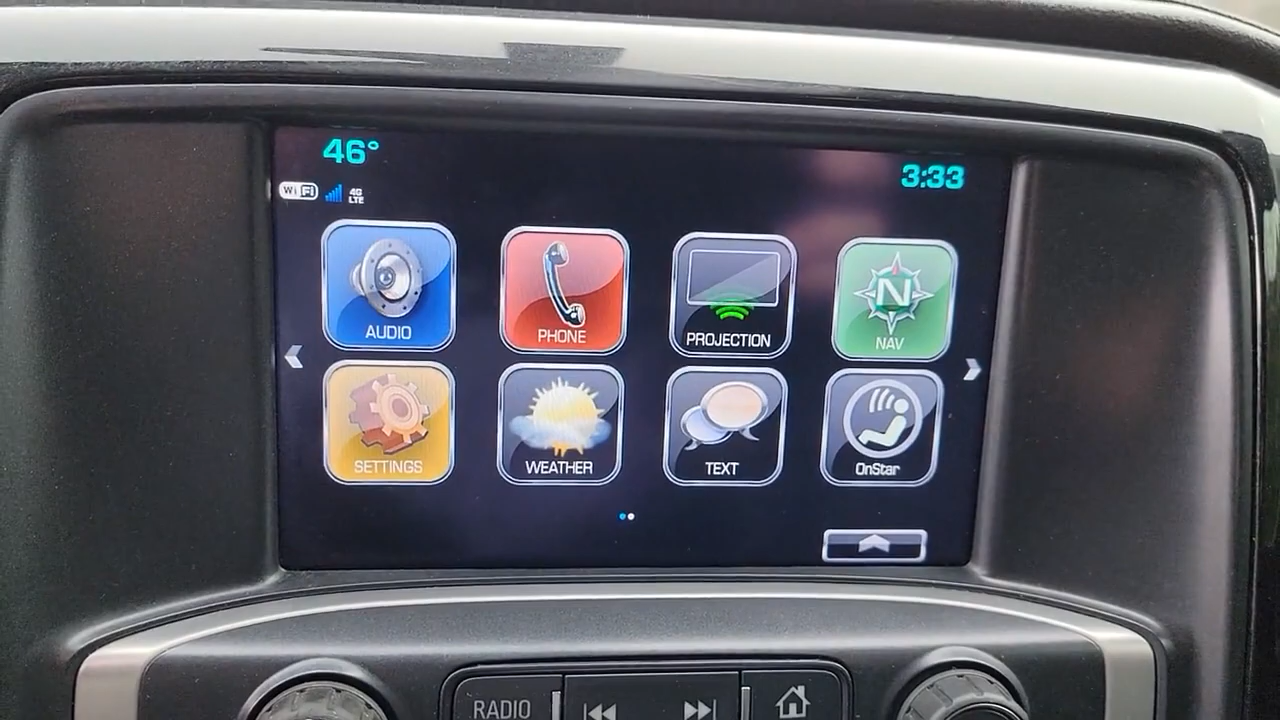 46°
3:33
WiFi 4G
LTE
AUDIO
PHONE
PROJECTION
N
NAV
SETTINGS
WEATHER
TEXT
OnStar
RADIO